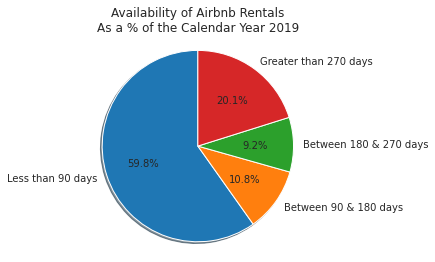 Availability of Airbnb Rentals
As a % of the Calendar Year 2019
Greater than 270 days
20.1%
Between 180 & 270 days
9.2%
59.8%
Less than 90 days
10.8%
Between 90 & 180 days